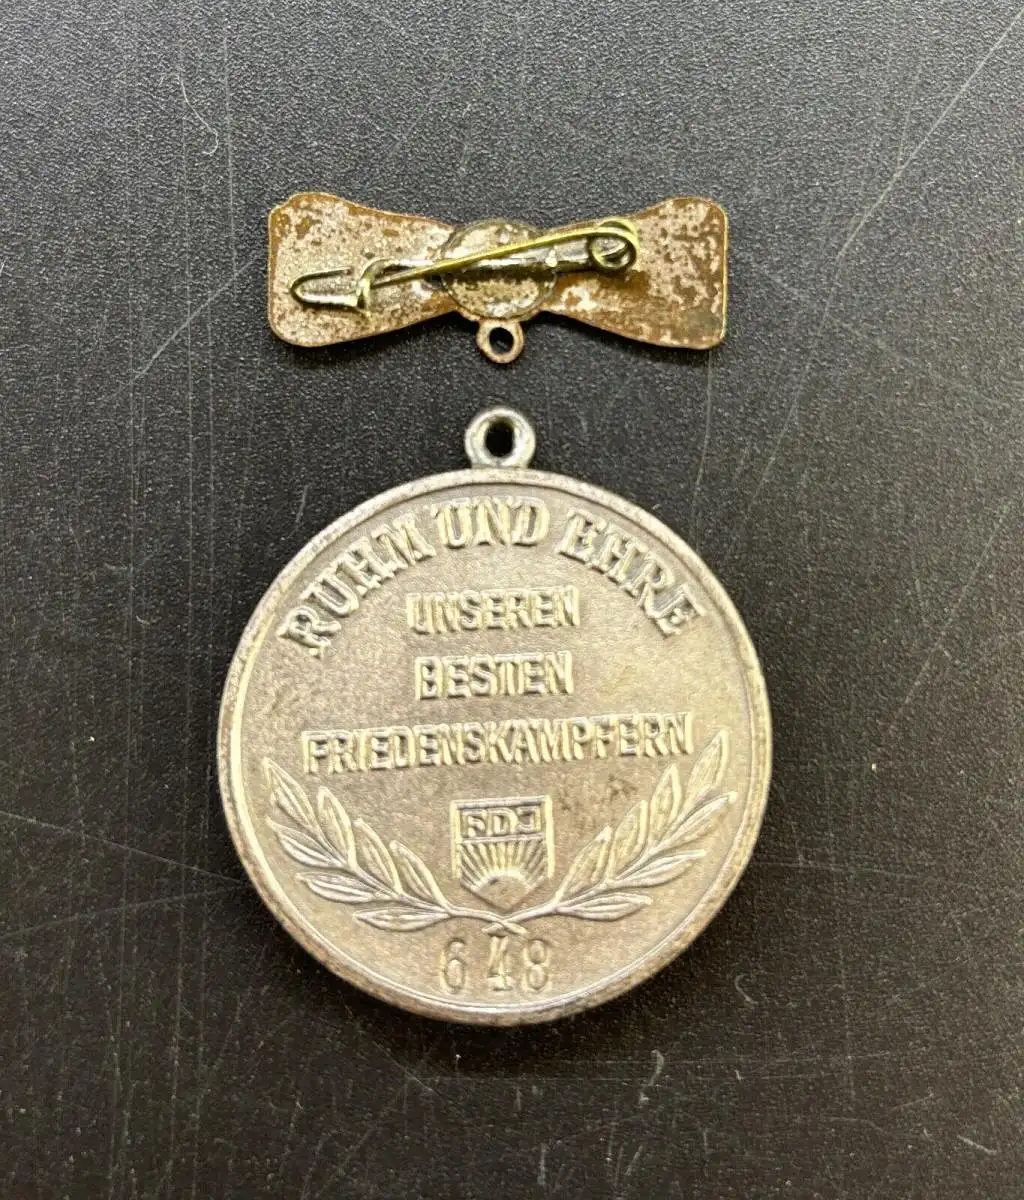 RUHM UND EHRE
UNSEREN
BESTEN
FRIEDENSKÄMPFERN
FDJ
648